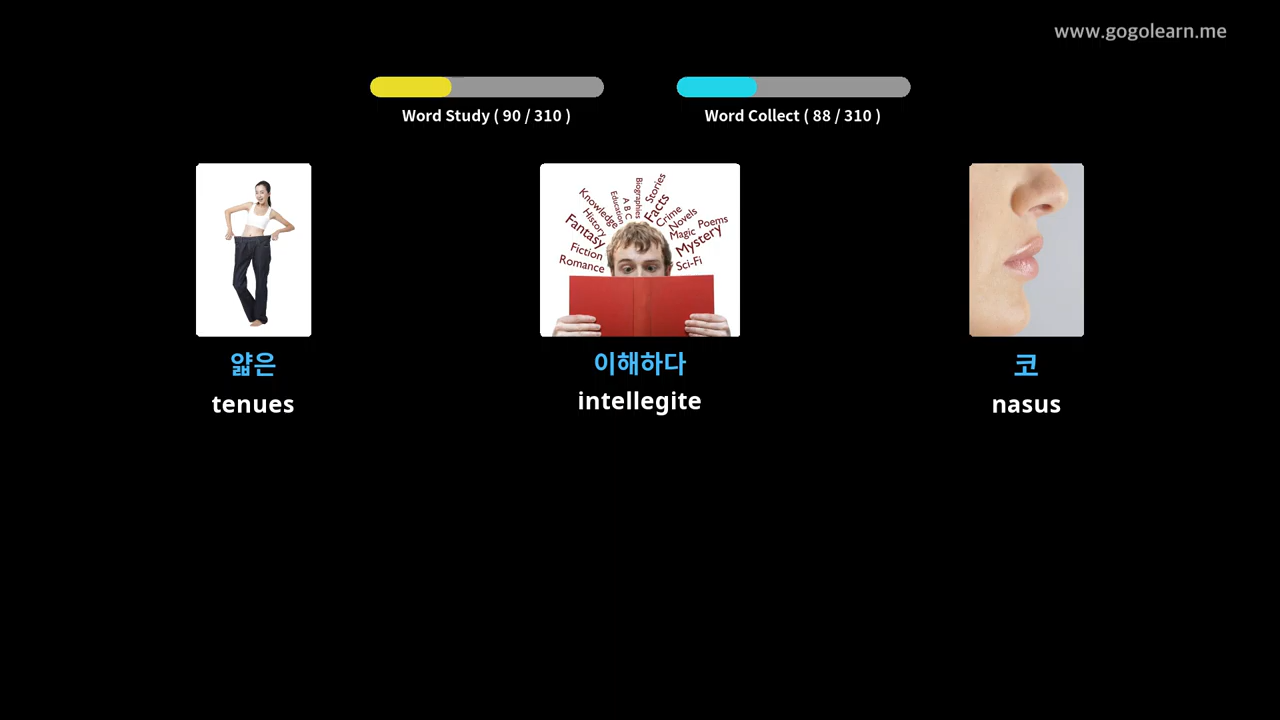 www.gogolearn.me
Word Study ( 90 / 310 )
Word Collect ( 88 / 310 )
Knowledge
History
Fantasy
Fiction
Romance
Education
A B C
Biographies
Stories
Facts
Crime
Novels
Magic
Poems
Mystery
Sci-Fi
얇은
이해하다
코
tenues
intellegite
nasus